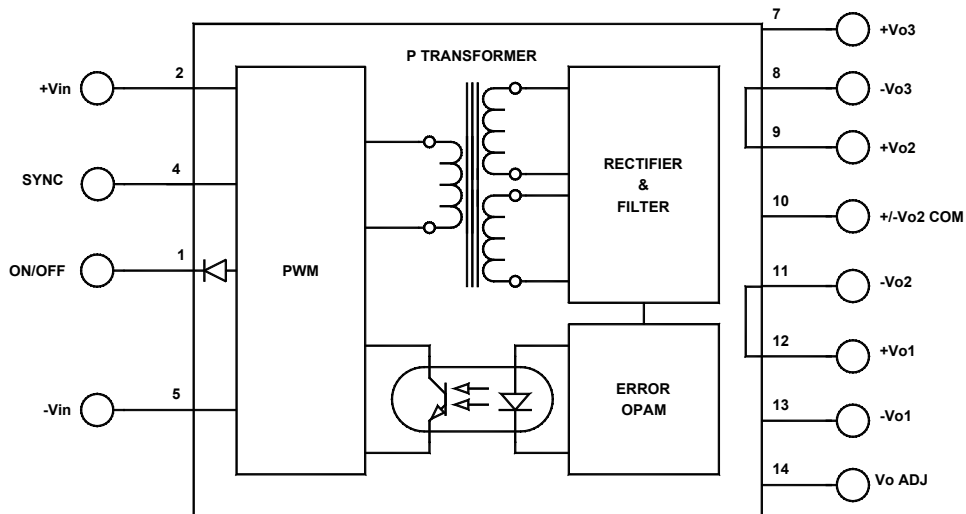 7
+Vo3
P TRANSFORMER
2
+Vin
8
-Vo3
9
+Vo2
RECTIFIER
&
FILTER
4
SYNC
10
+/-Vo2 COM
1
ON/OFF
PWM
11
-Vo2
12
+Vo1
ERROR
OPAM
5
-Vin
13
-Vo1
14
Vo ADJ